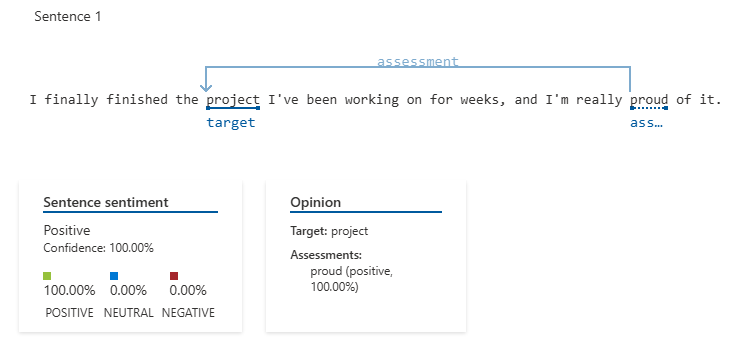 Sentence 1
assessment
I finally finished the project I've been working on for weeks, and I'm really proud of it.
target ass…
Sentence sentiment
Positive
Confidence: 100.00%
100.00% 0.00% 0.00%
POSITIVE NEUTRAL NEGATIVE
Opinion
Target: project
Assessments:
proud (positive,
100.00%)